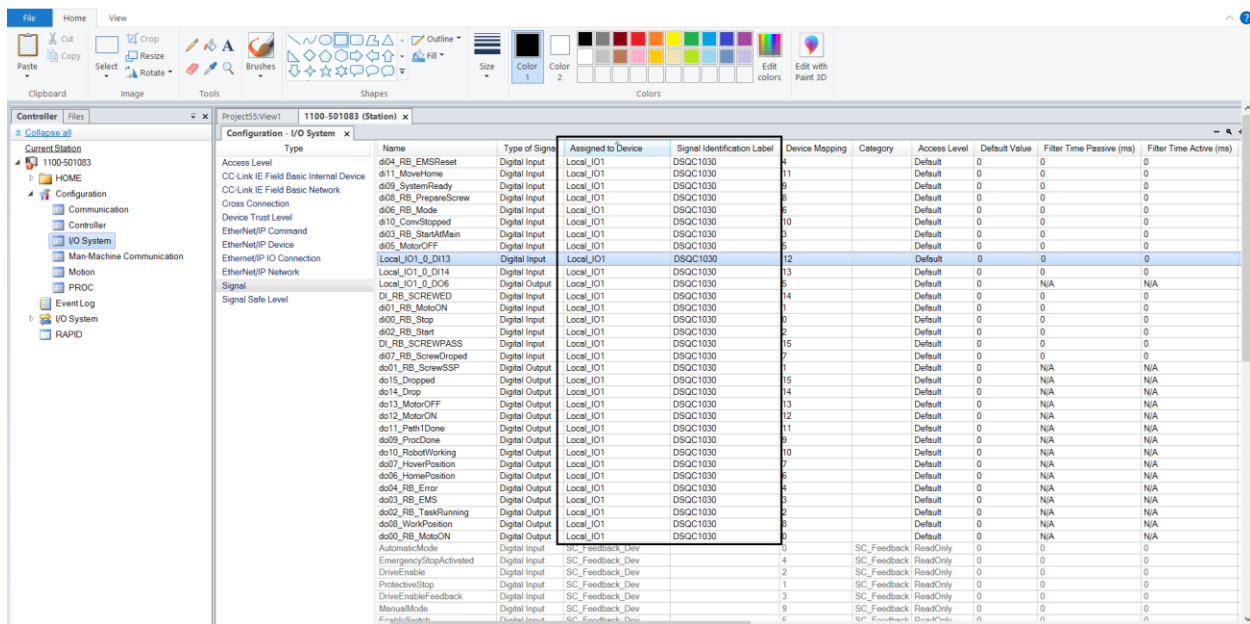 File Home View
Cut
Copy
Paste
Crop
Resize
Select
Rotate
A
Brushes
Outline
Fill
Size
Color 1
Color 2
Edit colors
Edit with Paint 3D
Clipboard Image Tools Shapes Colors
Controller Files
Collapse all
Current Station
1100-501083
HOME
Configuration
Communication
Controller
I/O System
Man-Machine Communication
Motion
PROC
Event Log
I/O System
RAPID
Project55:View1 1100-501083 (Station) x
Configuration - I/O System x
Type
Access Level
CC-Link IE Field Basic Internal Device
CC-Link IE Field Basic Network
Cross Connection
Device Trust Level
EtherNet/IP Command
EtherNet/IP Device
Ethernet/IP IO Connection
EtherNet/IP Network
Signal
Signal Safe Level
Name Type of Signa Assigned to Device Signal Identification Label Device Mapping Category Access Level Default Value Filter Time Passive (ms) Filter Time Active (ms)
di04_RB_EMSReset Digital Input Local_IO1 DSQC1030 4 Default 0 0 0
di11_MoveHome Digital Input Local_IO1 DSQC1030 11 Default 0 0 0
di09_SystemReady Digital Input Local_IO1 DSQC1030 9 Default 0 0 0
di08_RB_PrepareScrew Digital Input Local_IO1 DSQC1030 8 Default 0 0 0
di06_RB_Mode Digital Input Local_IO1 DSQC1030 6 Default 0 0 0
di10_ConvStopped Digital Input Local_IO1 DSQC1030 10 Default 0 0 0
di03_RB_StartAtMain Digital Input Local_IO1 DSQC1030 3 Default 0 0 0
di05_MotorOFF Digital Input Local_IO1 DSQC1030 5 Default 0 0 0
Local_IO1_0_DI13 Digital Input Local_IO1 DSQC1030 12 Default 0 0 0
Local_IO1_0_DI14 Digital Input Local_IO1 DSQC1030 13 Default 0 0 0
Local_IO1_0_DO6 Digital Output Local_IO1 DSQC1030 5 Default 0 N/A N/A
DI_RB_SCREWED Digital Input Local_IO1 DSQC1030 14 Default 0 0 0
di01_RB_MotoON Digital Input Local_IO1 DSQC1030 1 Default 0 0 0
di00_RB_Stop Digital Input Local_IO1 DSQC1030 0 Default 0 0 0
di02_RB_Start Digital Input Local_IO1 DSQC1030 2 Default 0 0 0
DI_RB_SCREWPASS Digital Input Local_IO1 DSQC1030 15 Default 0 0 0
di07_RB_ScrewDroped Digital Input Local_IO1 DSQC1030 7 Default 0 0 0
do01_RB_ScrewSSP Digital Output Local_IO1 DSQC1030 1 Default 0 N/A N/A
do15_Dropped Digital Output Local_IO1 DSQC1030 15 Default 0 N/A N/A
do14_Drop Digital Output Local_IO1 DSQC1030 14 Default 0 N/A N/A
do13_MotorOFF Digital Output Local_IO1 DSQC1030 13 Default 0 N/A N/A
do12_MotorON Digital Output Local_IO1 DSQC1030 12 Default 0 N/A N/A
do11_Path1Done Digital Output Local_IO1 DSQC1030 11 Default 0 N/A N/A
do09_ProcDone Digital Output Local_IO1 DSQC1030 9 Default 0 N/A N/A
do10_RobotWorking Digital Output Local_IO1 DSQC1030 10 Default 0 N/A N/A
do07_HoverPosition Digital Output Local_IO1 DSQC1030 7 Default 0 N/A N/A
do06_HomePosition Digital Output Local_IO1 DSQC1030 6 Default 0 N/A N/A
do04_RB_Error Digital Output Local_IO1 DSQC1030 4 Default 0 N/A N/A
do03_RB_EMS Digital Output Local_IO1 DSQC1030 3 Default 0 N/A N/A
do02_RB_TaskRunning Digital Output Local_IO1 DSQC1030 2 Default 0 N/A N/A
do08_WorkPosition Digital Output Local_IO1 DSQC1030 8 Default 0 N/A N/A
do00_RB_MotoON Digital Output Local_IO1 DSQC1030 0 Default 0 N/A N/A
AutomaticMode Digital Input SC_Feedback_Dev 0 SC_Feedback ReadOnly 0 0 0
EmergencyStopActivated Digital Input SC_Feedback_Dev 4 SC_Feedback ReadOnly 0 0 0
DriveEnable Digital Input SC_Feedback_Dev 2 SC_Feedback ReadOnly 0 0 0
ProtectiveStop Digital Input SC_Feedback_Dev 1 SC_Feedback ReadOnly 0 0 0
DriveEnableFeedback Digital Input SC_Feedback_Dev 3 SC_Feedback ReadOnly 0 0 0
ManualMode Digital Input SC_Feedback_Dev 9 SC_Feedback ReadOnly 0 0 0